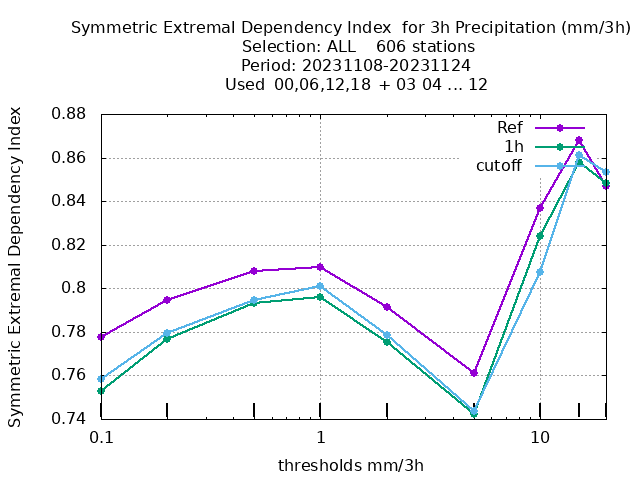 Symmetric Extremal Dependency Index  for 3h Precipitation (mm/3h)
Selection: ALL    606 stations
Period: 20231108-20231124
Used  00,06,12,18  + 03 04 ... 12
Symmetric Extremal Dependency Index
0.88
0.86
0.84
0.82
0.8
0.78
0.76
0.74
Ref
1h
cutoff
0.1
1
10
thresholds mm/3h